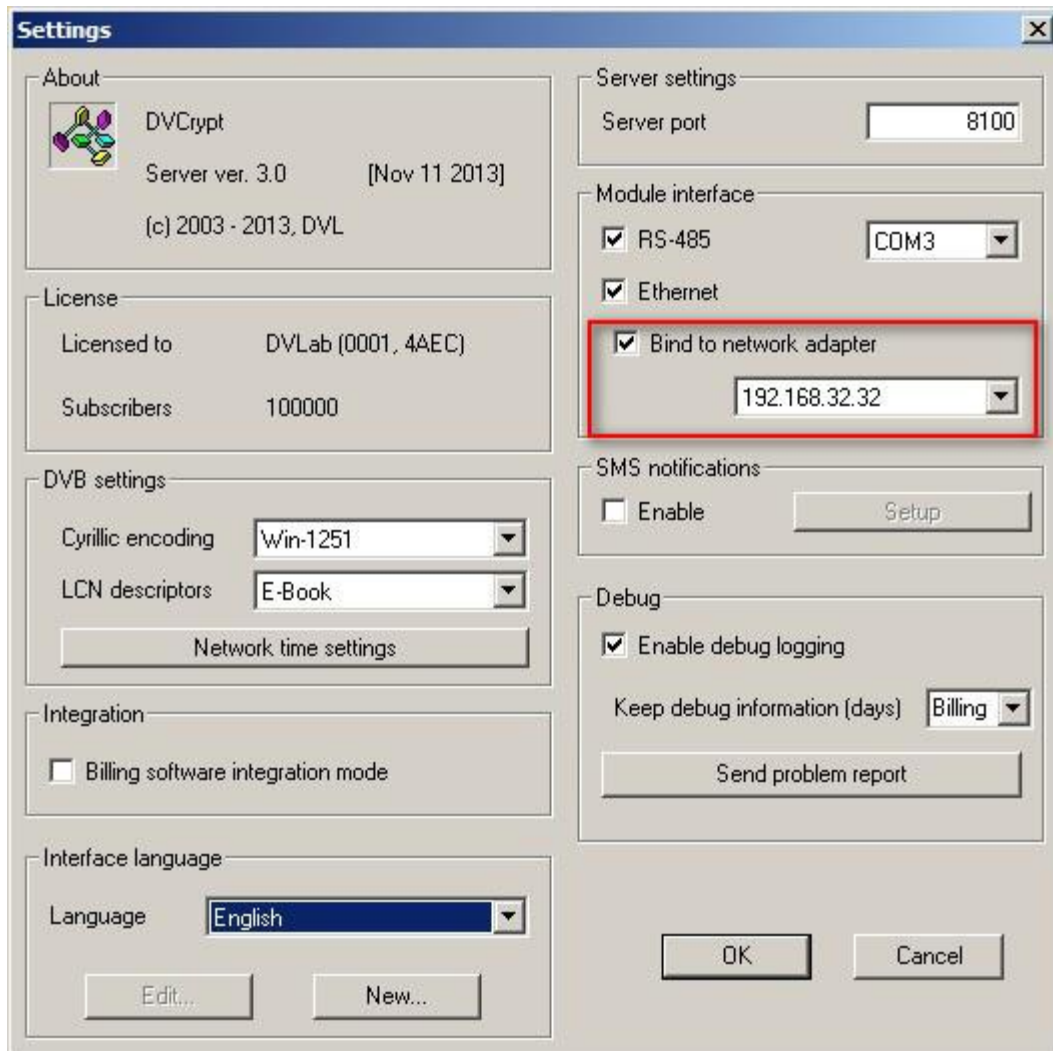 Settings
About
DVCrypt
Server ver. 3.0 [Nov 11 2013]
(c) 2003 - 2013, DVL
License
Licensed to DVLab (0001, 4AEC)
Subscribers 100000
DVB settings
Cyrillic encoding Win-1251
LCN descriptors E-Book
Network time settings
Integration
Billing software integration mode
Interface language
Language English
Edit... New...
Server settings
Server port 8100
Module interface
RS-485 COM3
Ethernet
Bind to network adapter
192.168.32.32
SMS notifications
Enable Setup
Debug
Enable debug logging
Keep debug information (days) Billing
Send problem report
OK Cancel